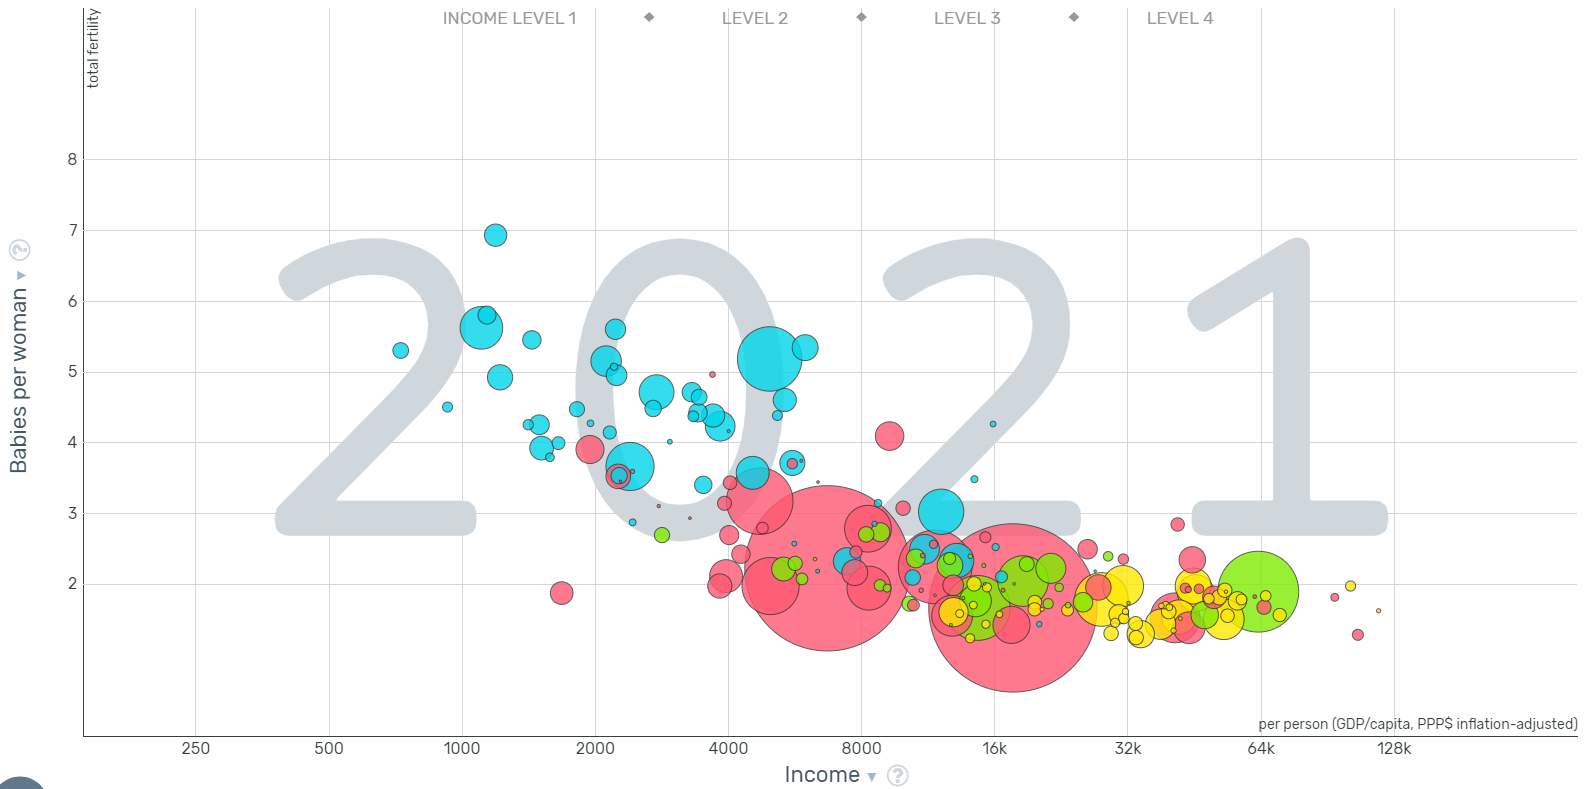 INCOME LEVEL 1 ◆ LEVEL 2 ◆ LEVEL 3 ◆ LEVEL 4
total fertility
2021
8
7
6
5
4
3
2
Babies per woman ▼ ?
per person (GDP/capita, PPP$ inflation-adjusted)
250 500 1000 2000 4000 8000 16k 32k 64k 128k
Income ▼ ?